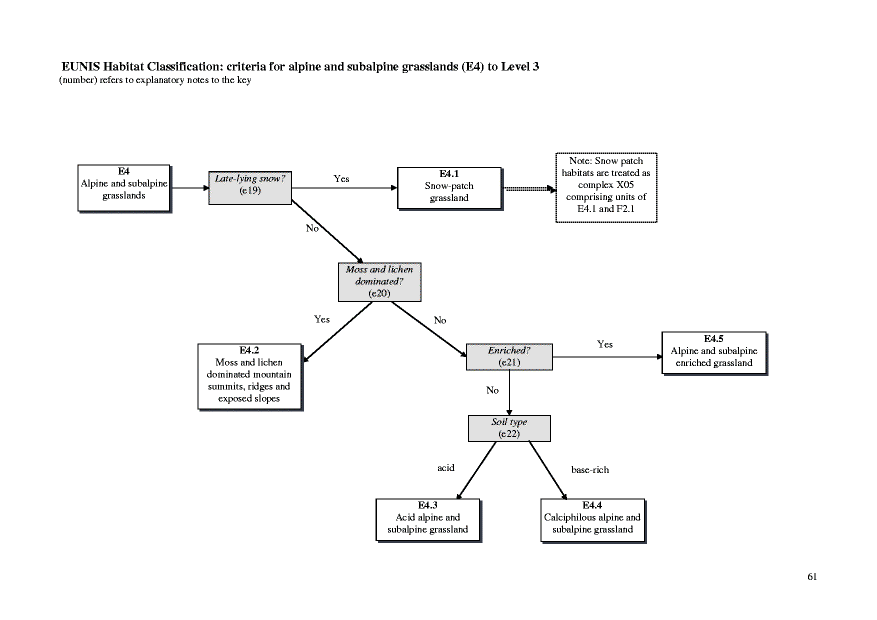 EUNIS Habitat Classification: criteria for alpine and subalpine grasslands (E4) to Level 3
(number) refers to explanatory notes to the key
E4
Alpine and subalpine
grasslands
Late-lying snow?
(e19)
Yes
E4.1
Snow-patch
grassland
Note: Snow patch
habitats are treated as
complex X05
comprising units of
E4.1 and F2.1
No
Moss and lichen
dominated?
(e20)
Yes
No
E4.2
Moss and lichen
dominated mountain
summits, ridges and
exposed slopes
Enriched?
(e21)
Yes
E4.5
Alpine and subalpine
enriched grassland
No
Soil type
(e22)
acid
base-rich
E4.3
Acid alpine and
subalpine grassland
E4.4
Calciphilous alpine and
subalpine grassland
61